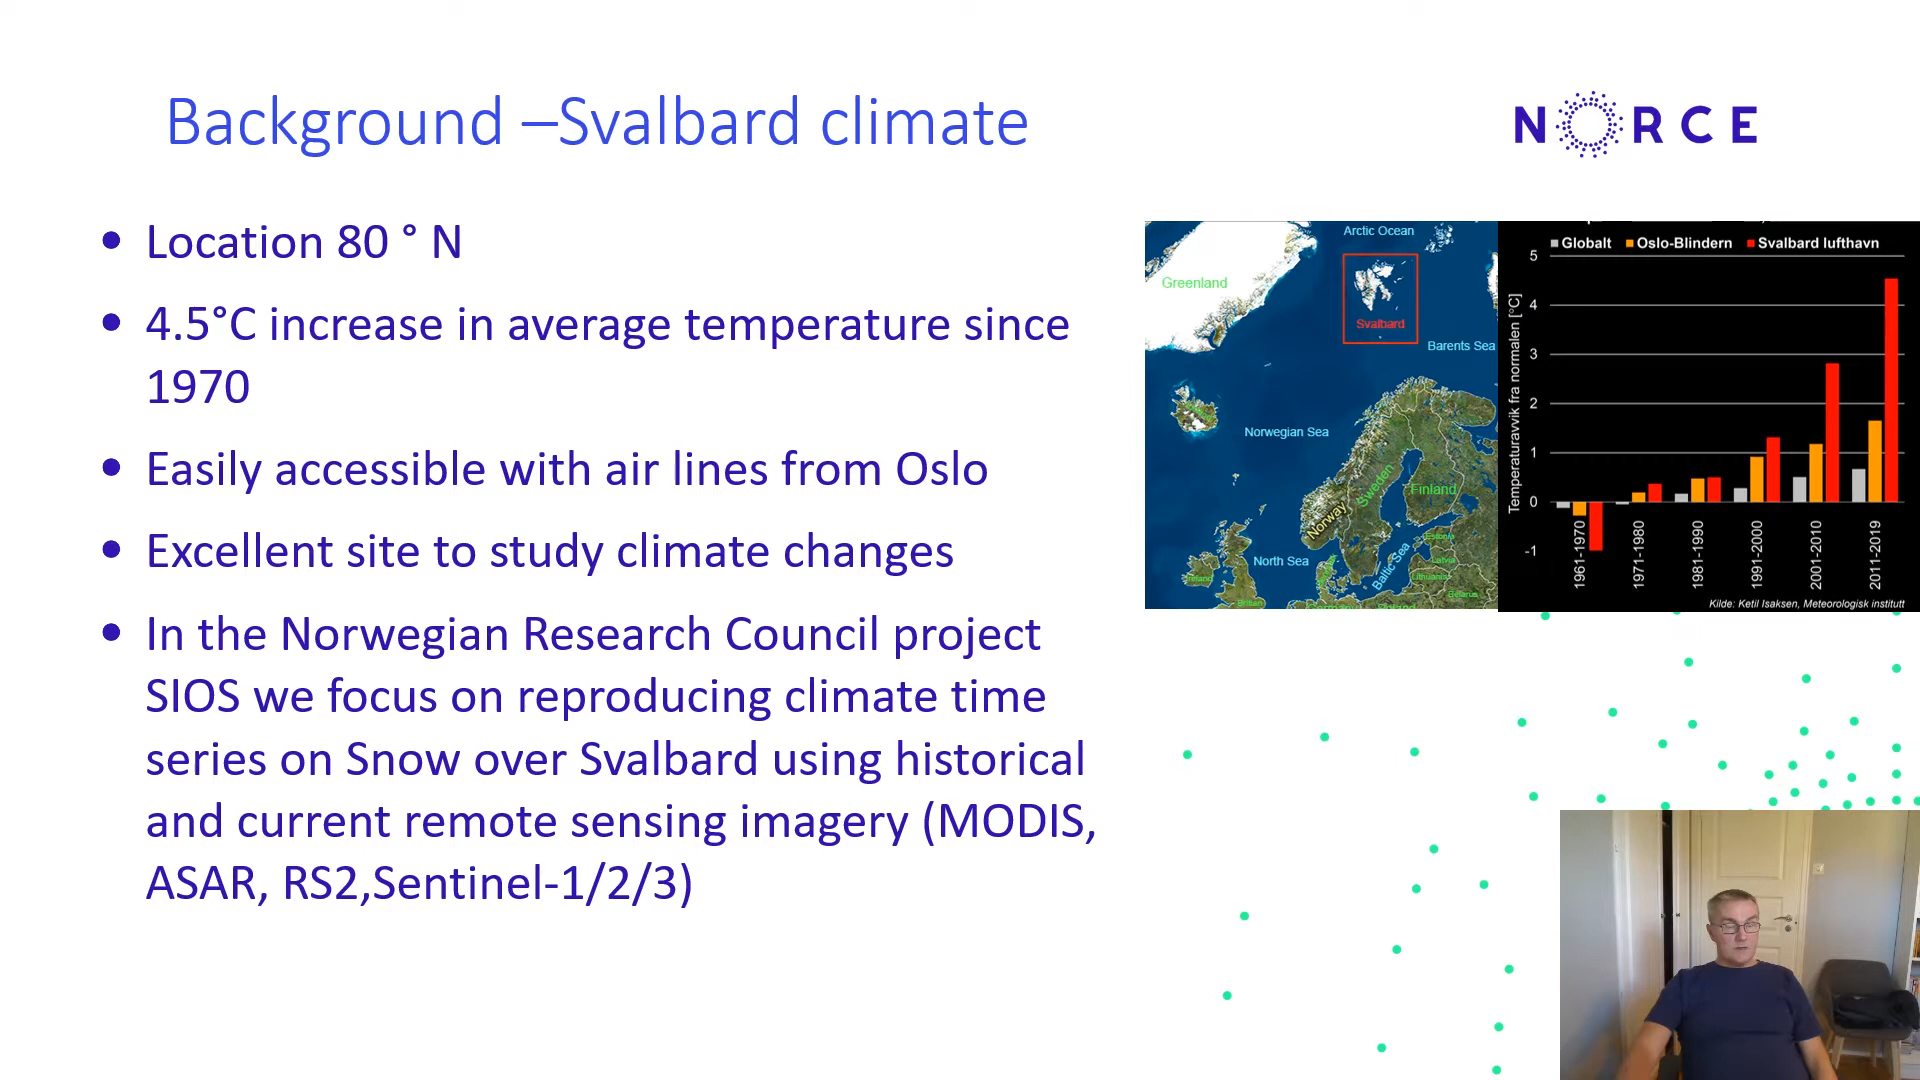 Background –Svalbard climate
NORCE
• Location 80 ° N
• 4.5°C increase in average temperature since
1970
• Easily accessible with air lines from Oslo
• Excellent site to study climate changes
• In the Norwegian Research Council project
SIOS we focus on reproducing climate time
series on Snow over Svalbard using historical
and current remote sensing imagery (MODIS,
ASAR, RS2,Sentinel-1/2/3)
Arctic Ocean
Greenland
Svalbard
Barents Sea
Norwegian Sea
Sweden
Finland
Norway
Estonia
North Sea
Baltic Sea
Latvia
Lithuania
Ireland
Belarus
Globalt Oslo-Blindern Svalbard lufthavn
Temperaturavvik fra normalen [°C]
5
4
3
2
1
0
-1
1961-1970
1971-1980
1981-1990
1991-2000
2001-2010
2011-2019
Kilde: Ketil Isaksen, Meteorologisk institutt